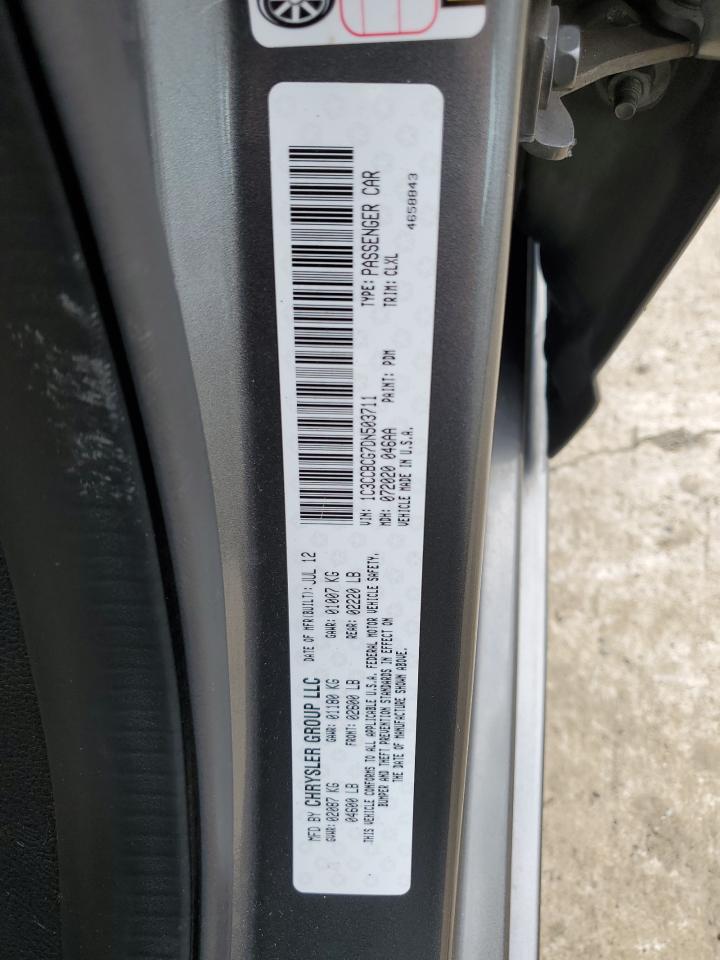 MFD BY CHRYSLER GROUP LLC DATE OF MFR(BUILT): JUL 12
GVWR: 02087 KG GAWR: 01180 KG GAWR: 01007 KG
04600 LB FRONT: 02600 LB REAR: 02220 LB
THIS VEHICLE CONFORMS TO ALL APPLICABLE U.S.A. FEDERAL MOTOR VEHICLE SAFETY,
BUMPER AND THEFT PREVENTION STANDARDS IN EFFECT ON
THE DATE OF MANUFACTURE SHOWN ABOVE.
VIN: 1C3CCBCG7DN503711 TYPE: PASSENGER CAR
MDH: 072020 046AA PAINT: PDM TRIM: CLXL
VEHICLE MADE IN U.S.A.
4658843